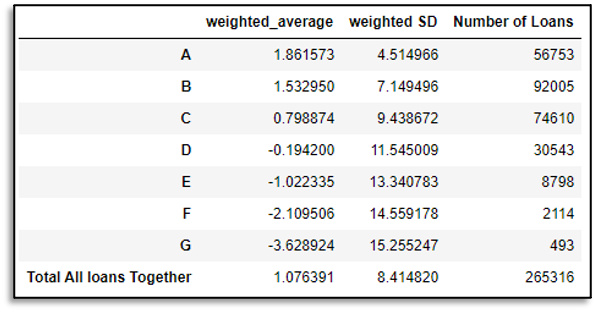 weighted_average weighted SD Number of Loans
A 1.861573 4.514966 56753
B 1.532950 7.149496 92005
C 0.798874 9.438672 74610
D -0.194200 11.545009 30543
E -1.022335 13.340783 8798
F -2.109506 14.559178 2114
G -3.628924 15.255247 493
Total All loans Together 1.076391 8.414820 265316